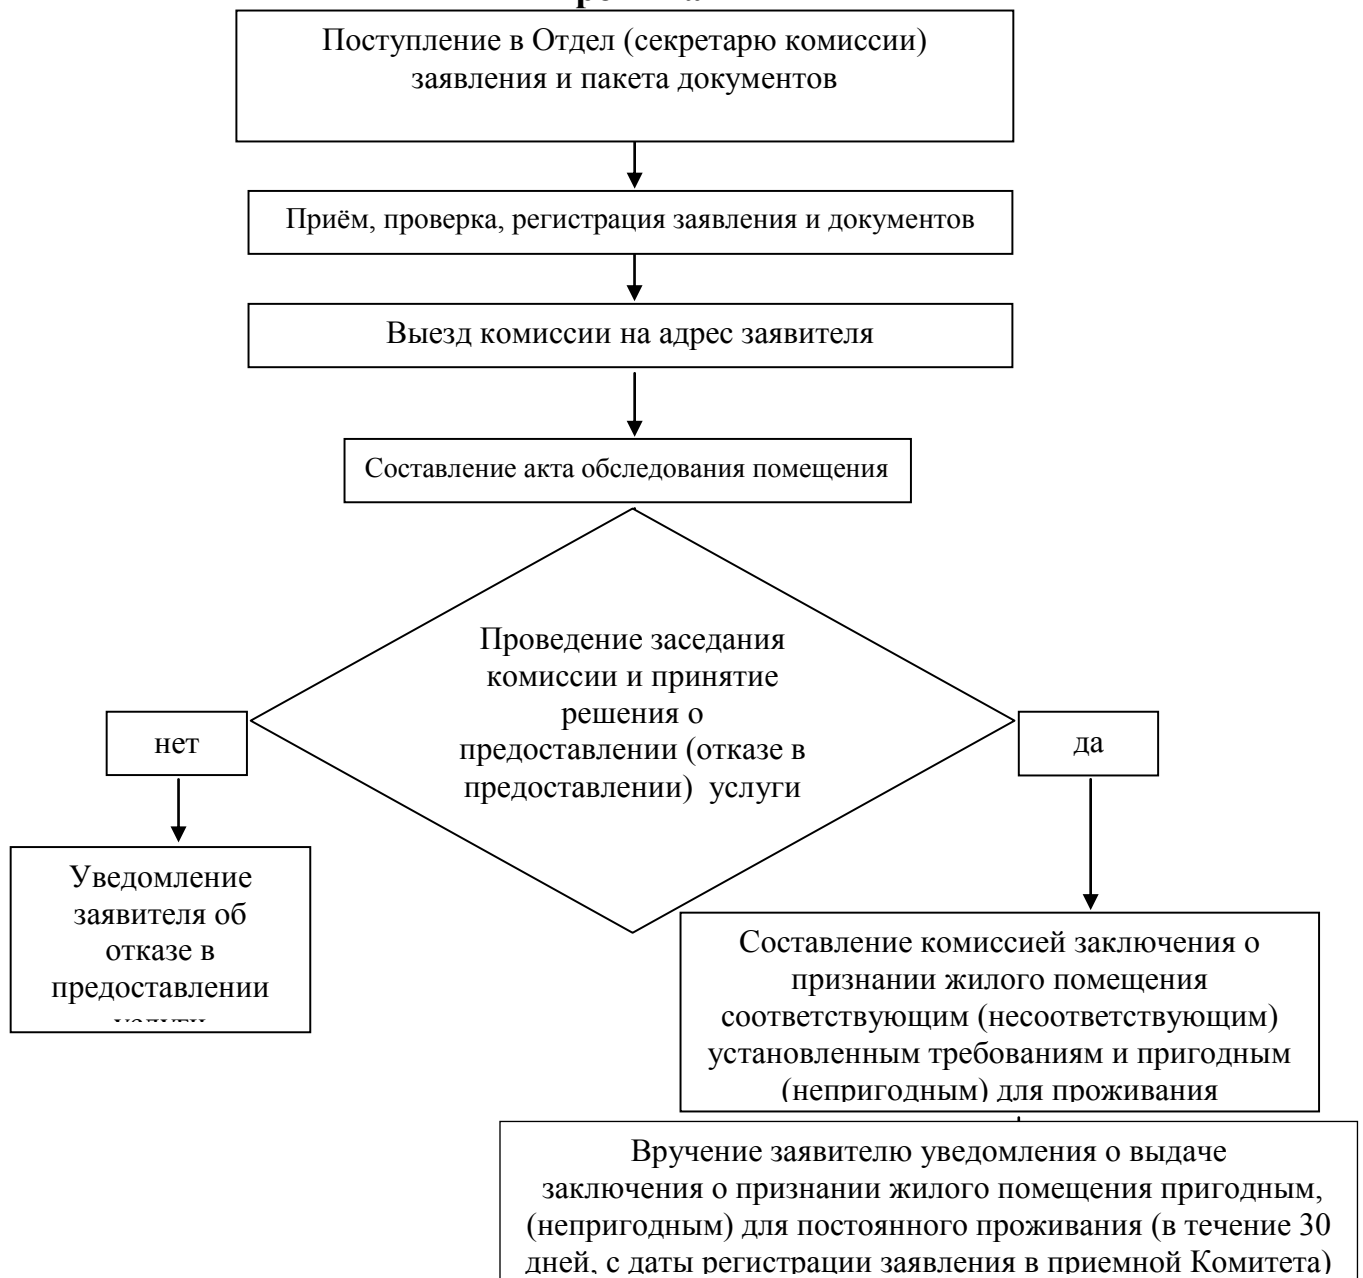 Поступление в Отдел (секретарю комиссии)
заявления и пакета документов
Приём, проверка, регистрация заявления и документов
Выезд комиссии на адрес заявителя
Составление акта обследования помещения
Проведение заседания
комиссии и принятие
решения о
предоставлении (отказе в
предоставлении) услуги
нет
да
Уведомление
заявителя об
отказе в
предоставлении
Составление комиссией заключения о
признании жилого помещения
соответствующим (несоответствующим)
установленным требованиям и пригодным
(непригодным) для проживания
Вручение заявителю уведомления о выдаче
заключения о признании жилого помещения пригодным,
(непригодным) для постоянного проживания (в течение 30
дней, с даты регистрации заявления в приемной Комитета)